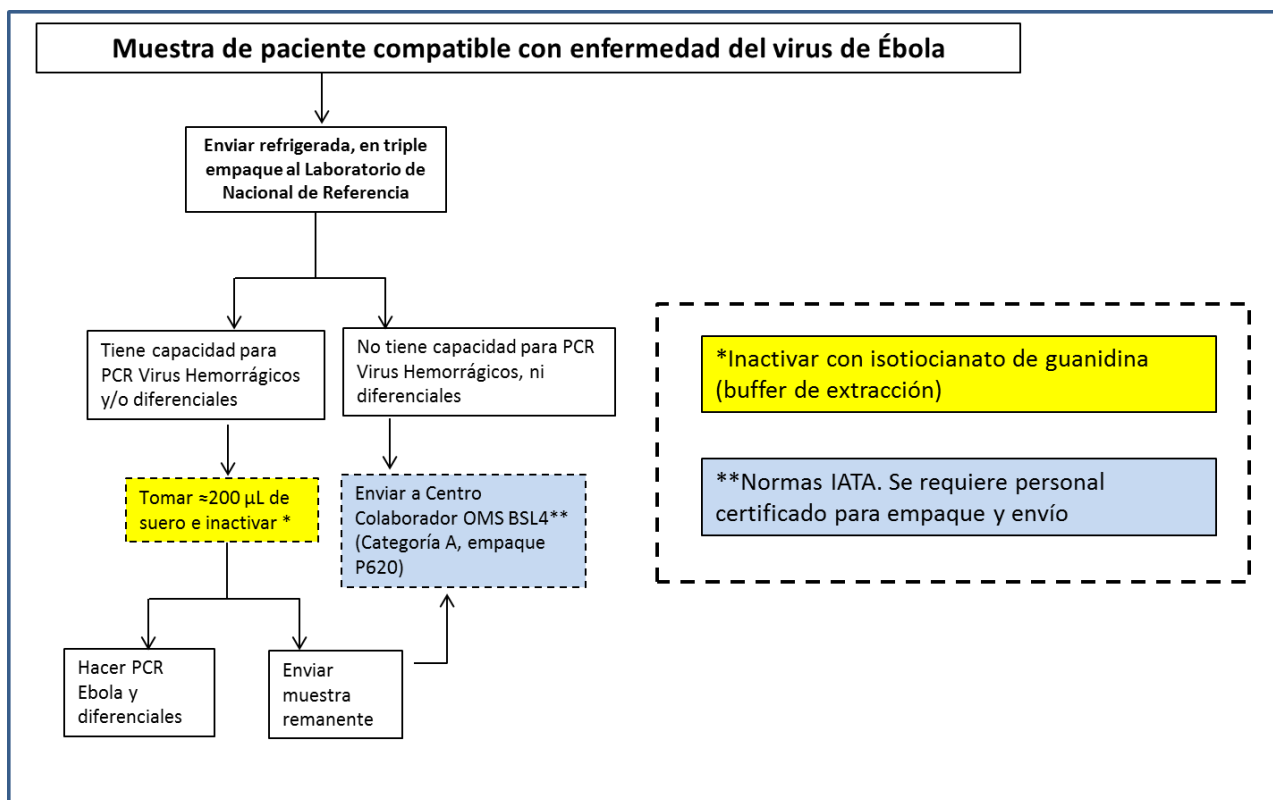 Muestra de paciente compatible con enfermedad del virus de Ébola
Enviar refrigerada, en triple
empaque al Laboratorio de
Nacional de Referencia
Tiene capacidad para
PCR Virus Hemorrágicos
y/o diferenciales
No tiene capacidad para PCR
Virus Hemorrágicos, ni
diferenciales
Tomar ≈200 µL de
suero e inactivar *
Enviar a Centro
Colaborador OMS BSL4**
(Categoría A, empaque
P620)
Hacer PCR
Ebola y
diferenciales
Enviar
muestra
remanente
*Inactivar con isotiocianato de guanidina
(buffer de extracción)
**Normas IATA. Se requiere personal
certificado para empaque y envío